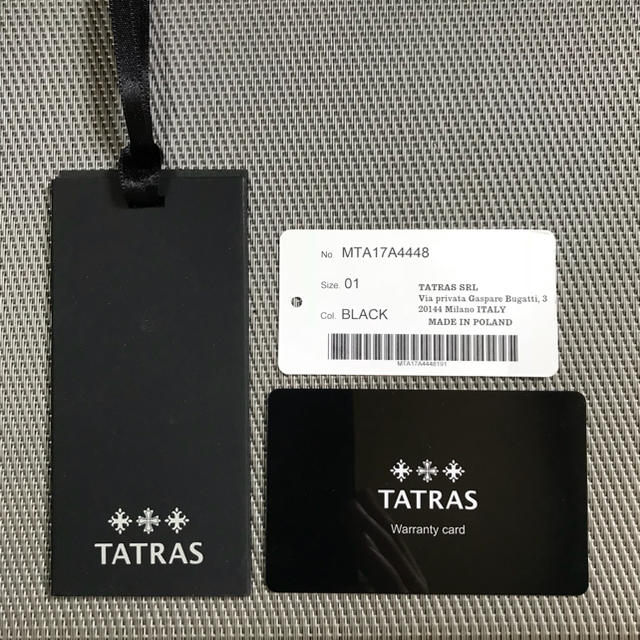 TATRAS
No. MTA17A4448
Size. 01
Col. BLACK
TATRAS SRL
Via privata Gaspare Bugatti, 3
20144 Milano ITALY
MADE IN POLAND
MTA17A4448191
TATRAS
Warranty card